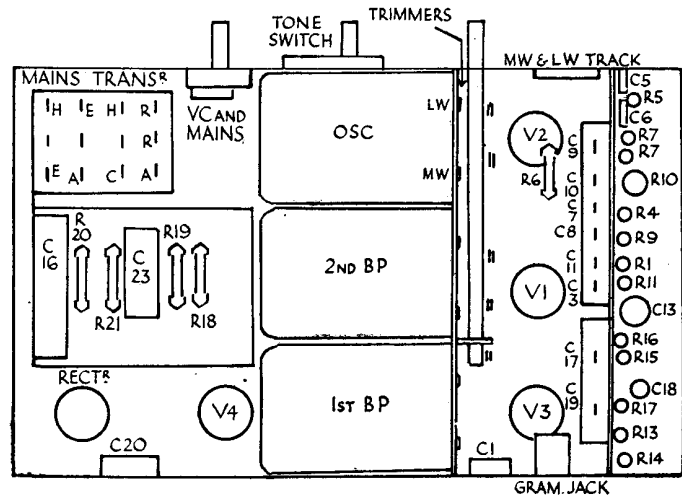 TRIMMERS
TONE
SWITCH
MW & LW TRACK
MAINS TRANSR
VC AND
MAINS
H E H R
R
E A C A
OSC
LW
MW
V2
R6
C5
R5
C6
R7
R7
R10
R4
R9
R1
R11
C13
R16
R15
C18
R17
R13
R14
C
9
C
10
C
7
C8
C
11
C
3
C
17
C
19
C
16
R
20
R21
C
23
R19
R18
2ND BP
V1
RECTR
V4
1ST BP
V3
C20
C1
GRAM. JACK